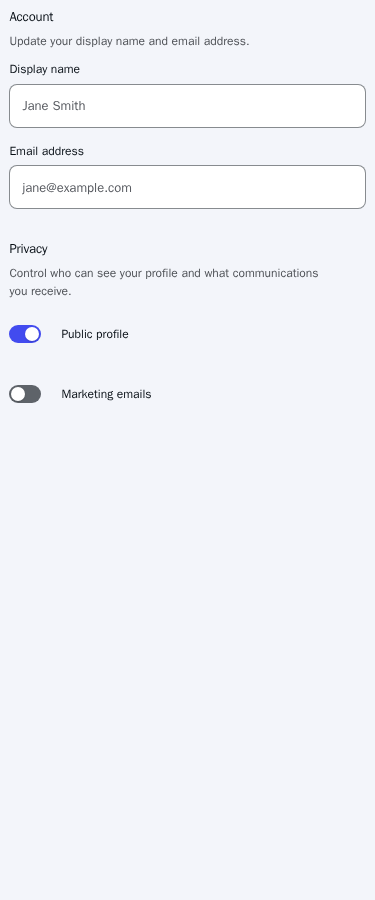 Account
Update your display name and email address.
Display name
Jane Smith
Email address
jane@example.com
Privacy
Control who can see your profile and what communications
you receive.
Public profile
Marketing emails